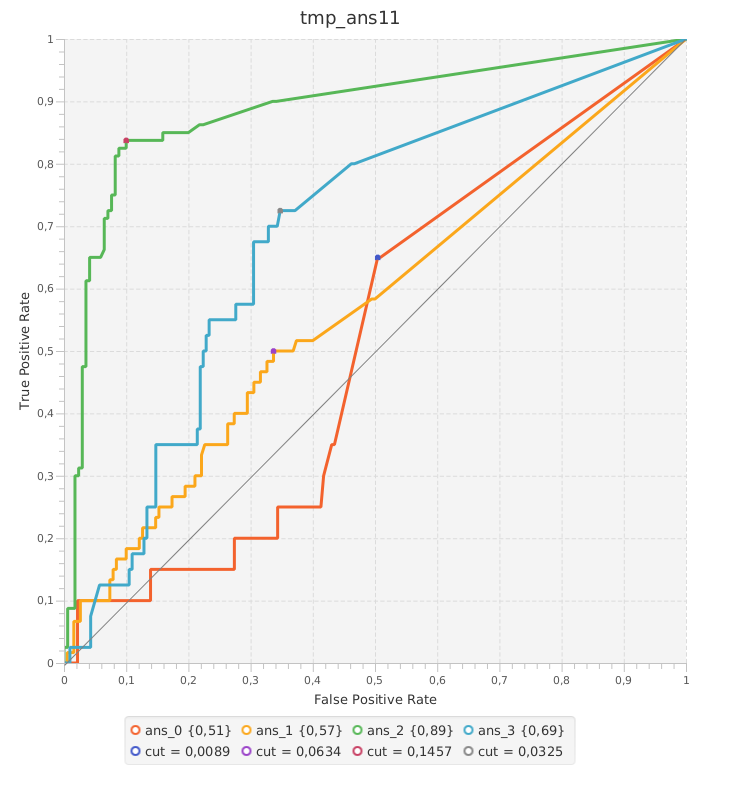 tmp_ans11
1
0,9
0,8
0,7
0,6
0,5
0,4
0,3
0,2
0,1
0
True Positive Rate
0 0,1 0,2 0,3 0,4 0,5 0,6 0,7 0,8 0,9 1
False Positive Rate
ans_0 {0,51} ans_1 {0,57} ans_2 {0,89} ans_3 {0,69}
cut = 0,0089 cut = 0,0634 cut = 0,1457 cut = 0,0325